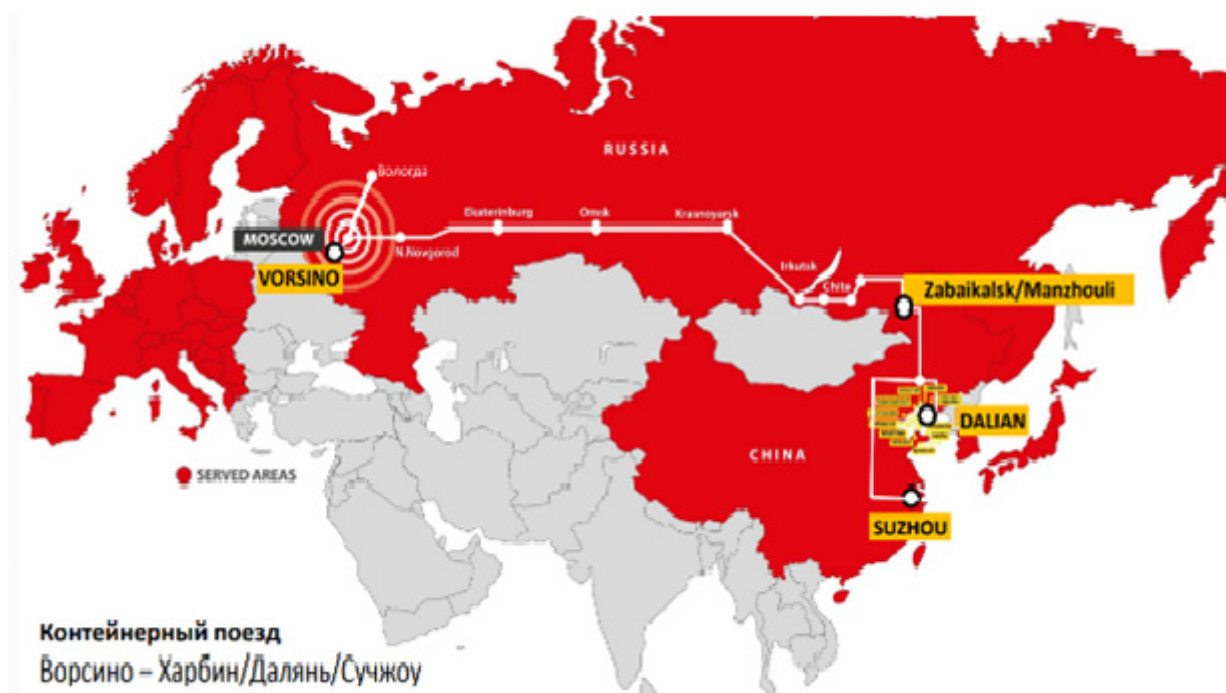 RUSSIA
Вологда
Ekaterinburg
Omsk
Krasnoyarsk
MOSCOW
N.Novgorod
VORSINO
Irkutsk
Chita
Zabaikalsk/Manzhouli
DALIAN
CHINA
SERVED AREAS
SUZHOU
Контейнерный поезд
Ворсино – Харбин/Далянь/Сучжоу